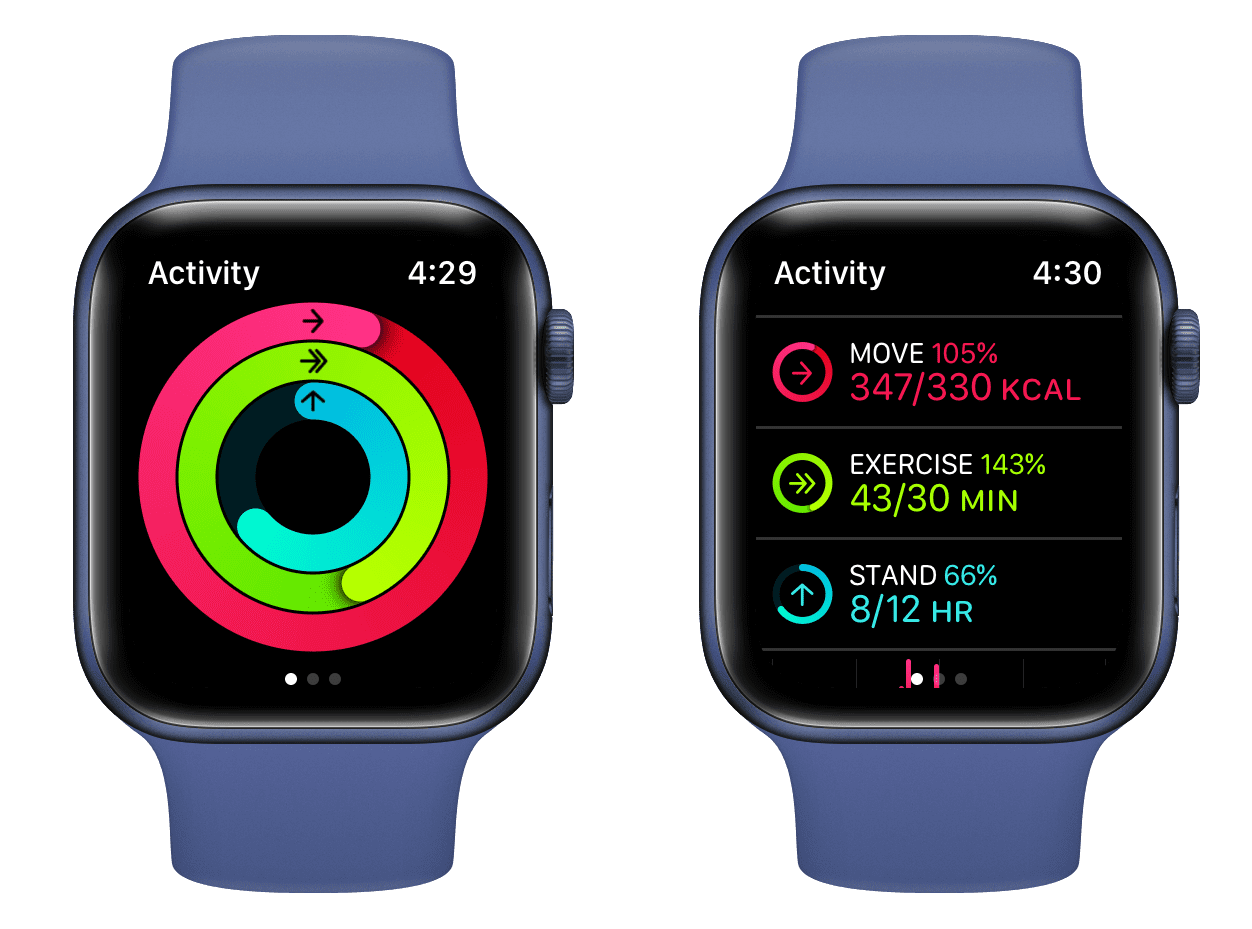 Activity 4:29
Activity 4:30
MOVE 105%
347/330 KCAL
EXERCISE 143%
43/30 MIN
STAND 66%
8/12 HR